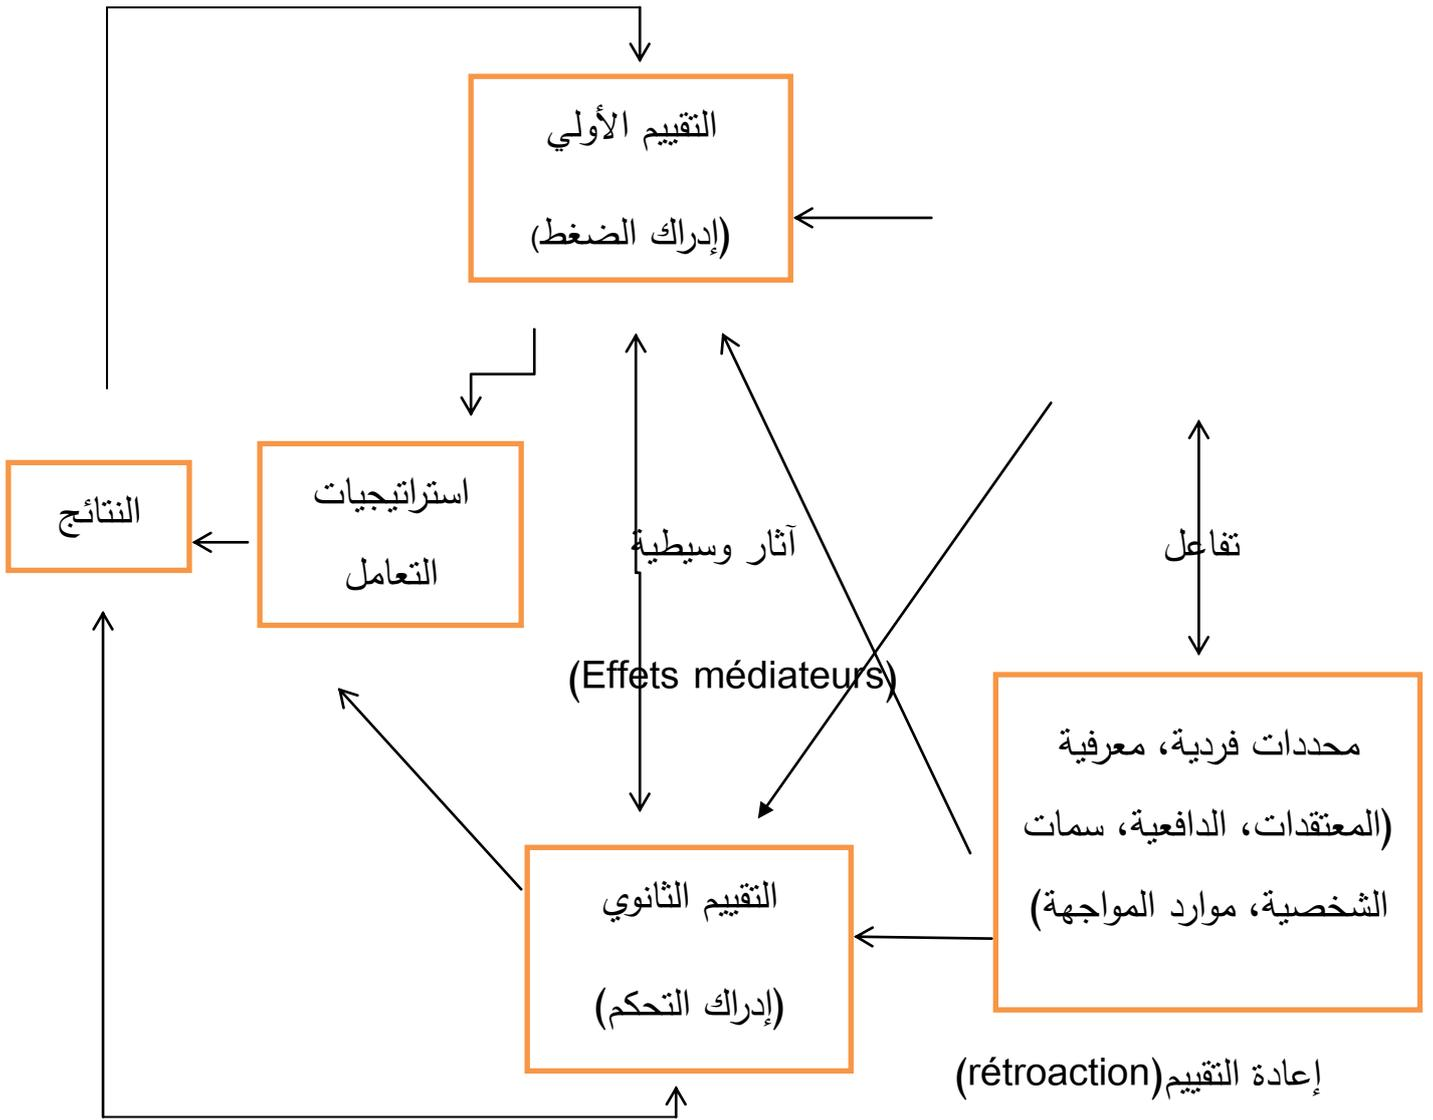 التقييم الأولي
(إدراك الضغط)
استراتيجيات
التعامل
النتائج
تفاعل
آثار وسيطية
(Effets médiateurs)
محددات فردية، معرفية
(المعتقدات، الدافعية، سمات
الشخصية، موارد المواجهة)
التقييم الثانوي
(إدراك التحكم)
إعادة التقييم(rétroaction)